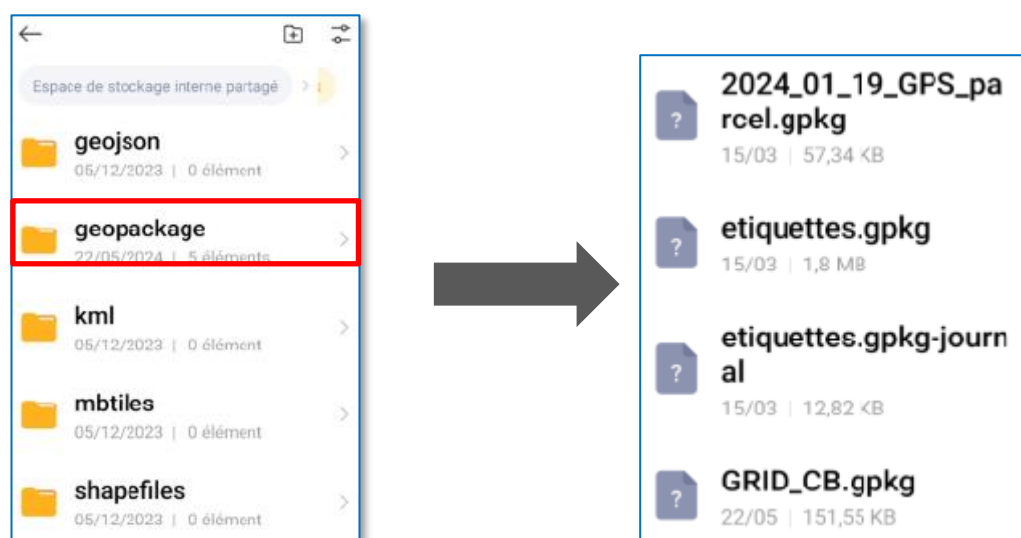 Espace de stockage interne partagé
geojson
05/12/2023 | 0 élément
geopackage
22/05/2024 | 5 éléments
kml
05/12/2023 | 0 élément
mbtiles
05/12/2023 | 0 élément
shapefiles
05/12/2023 | 0 élément
2024_01_19_GPS_pa
rcel.gpkg
15/03 | 57,34 KB
etiquettes.gpkg
15/03 | 1,8 MB
etiquettes.gpkg-journ
al
15/03 | 12,82 KB
GRID_CB.gpkg
22/05 | 151,55 KB